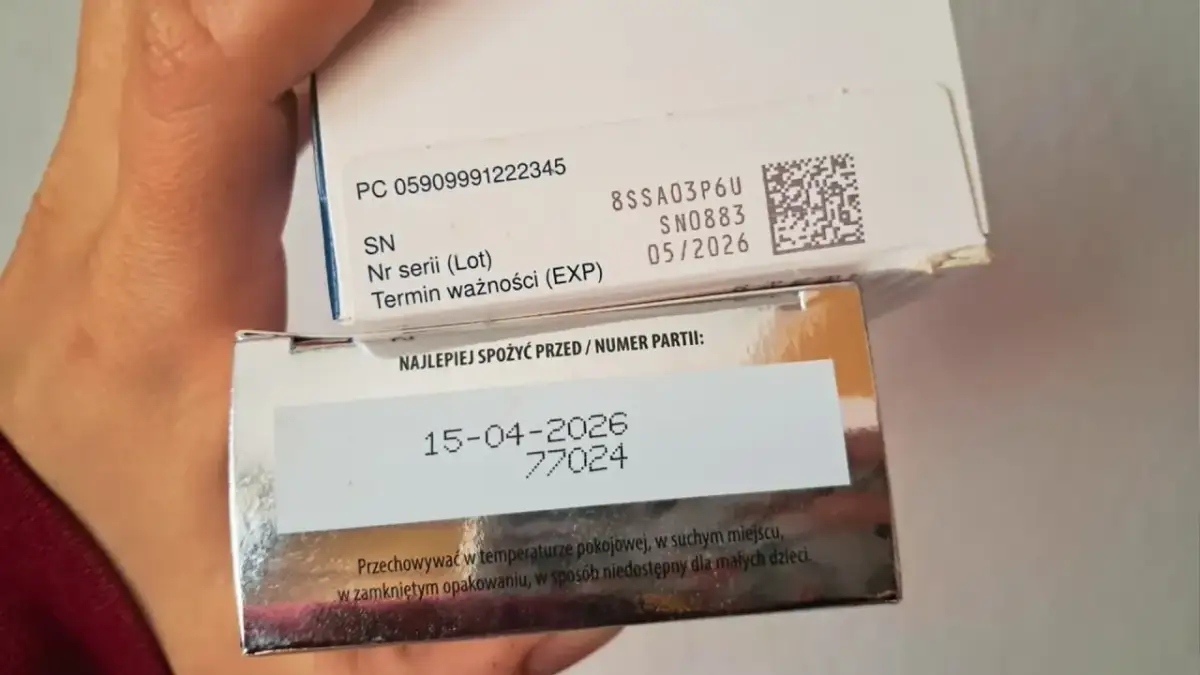 PC 05909991222345
SN 8SSA03P6U
Nr serii (Lot) SN0883
Termin ważności (EXP) 05/2026
NAJLEPIEJ SPOŻYĆ PRZED / NUMER PARTII:
15-04-2026
77024
Przechowywać w temperaturze pokojowej, w suchym miejscu,
w zamkniętym opakowaniu, w sposób niedostępny dla małych dzieci.